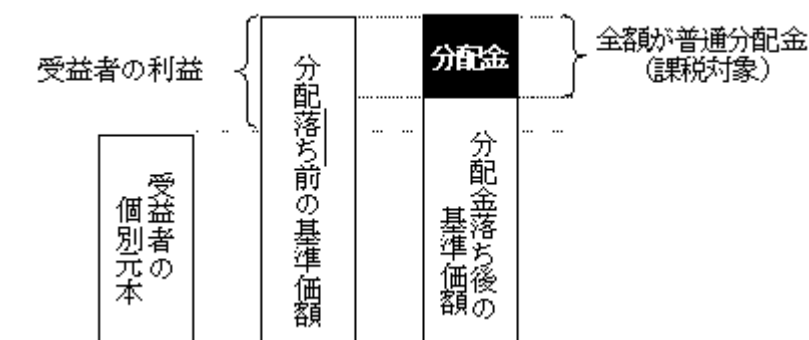 受益者の利益
受益者の
個別元本
分配落ち前の基準価額
分配金
分配金落ち後の
基準価額
全額が普通分配金
(課税対象)